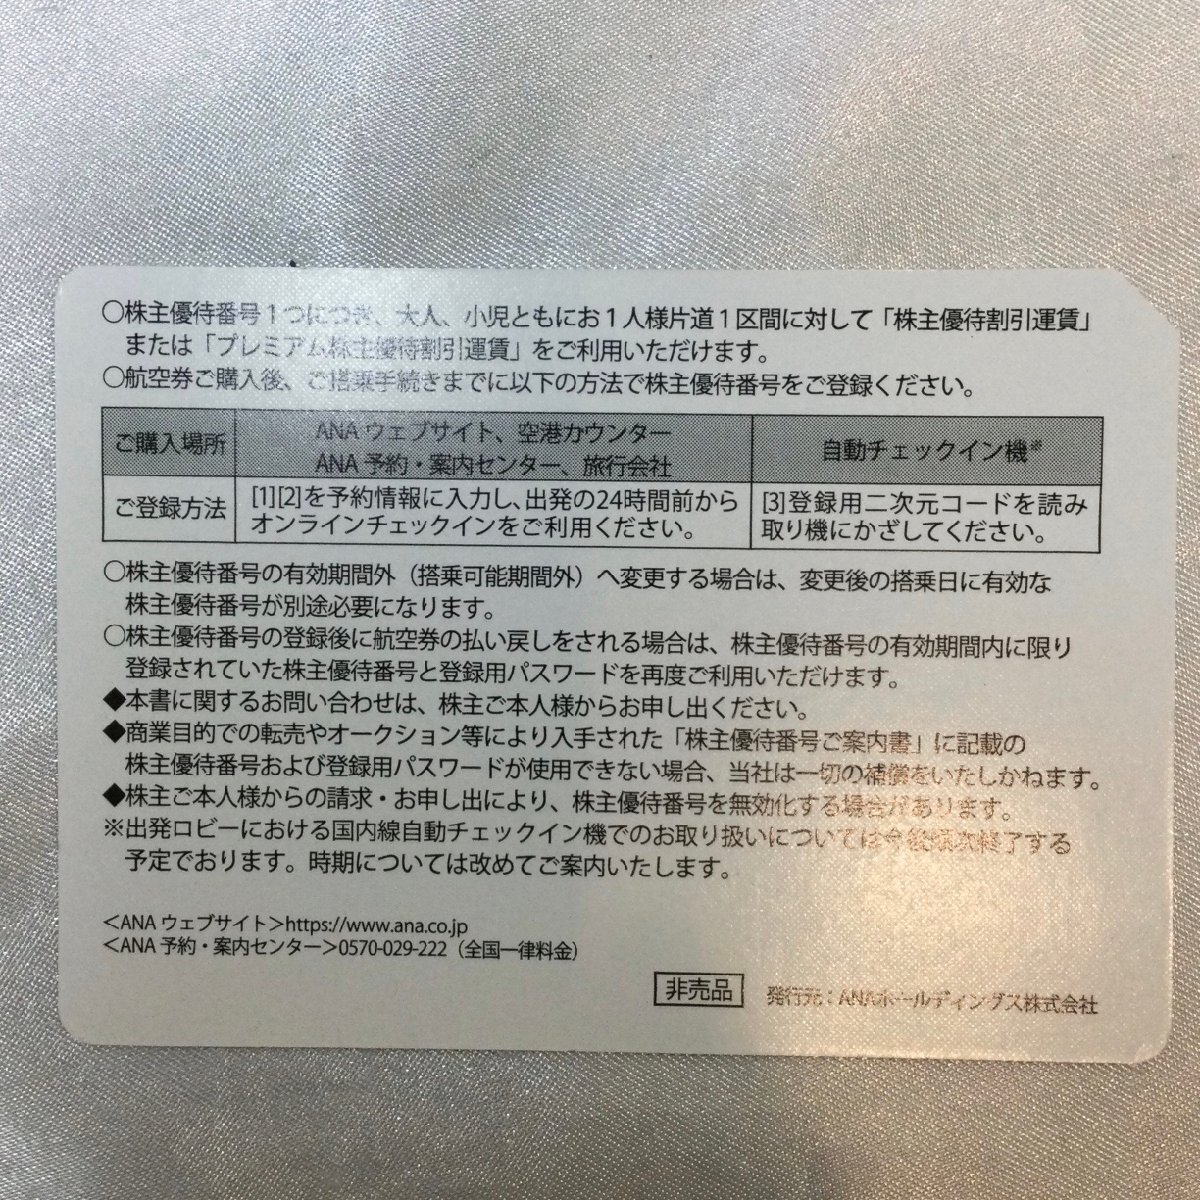 ○株主優待番号1つにつき、大人、小児ともにお1人様片道1区間に対して「株主優待割引運賃」
または「プレミアム株主優待割引運賃」をご利用いただけます。
○航空券ご購入後、ご搭乗手続きまでに以下の方法で株主優待番号をご登録ください。
ご購入場所
ANAウェブサイト、空港カウンター
ANA予約・案内センター、旅行会社
自動チェックイン機※
ご登録方法
[1][2]を予約情報に入力し、出発の24時間前から
オンラインチェックインをご利用ください。
[3]登録用二次元コードを読み
取り機にかざしてください。
○株主優待番号の有効期間外（搭乗可能期間外）へ変更する場合は、変更後の搭乗日に有効な
株主優待番号が別途必要になります。
○株主優待番号の登録後に航空券の払い戻しをされる場合は、株主優待番号の有効期間内に限り
登録されていた株主優待番号と登録用パスワードを再度ご利用いただけます。
◆本書に関するお問い合わせは、株主ご本人様からお申し出ください。
◆商業目的での転売やオークション等により入手された「株主優待番号ご案内書」に記載の
株主優待番号および登録用パスワードが使用できない場合、当社は一切の補償をいたしかねます。
◆株主ご本人様からの請求・お申し出により、株主優待番号を無効化する場合があります。
※出発ロビーにおける国内線自動チェックイン機でのお取り扱いについては今後順次終了する
予定でおります。時期については改めてご案内いたします。
＜ANAウェブサイト＞https://www.ana.co.jp
＜ANA予約・案内センター＞0570-029-222（全国一律料金）
非売品
発行元：ANAホールディングス株式会社